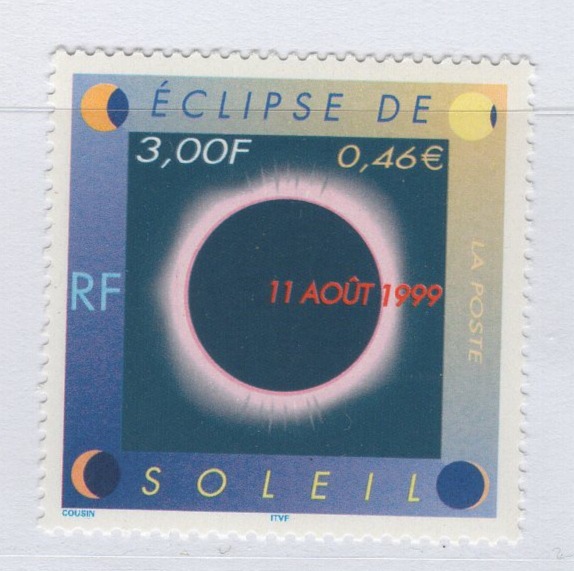 ÉCLIPSE DE
3,00F 0,46€
11 AOÛT 1999
RF
LA POSTE
SOLEIL
COUSIN
ITVF